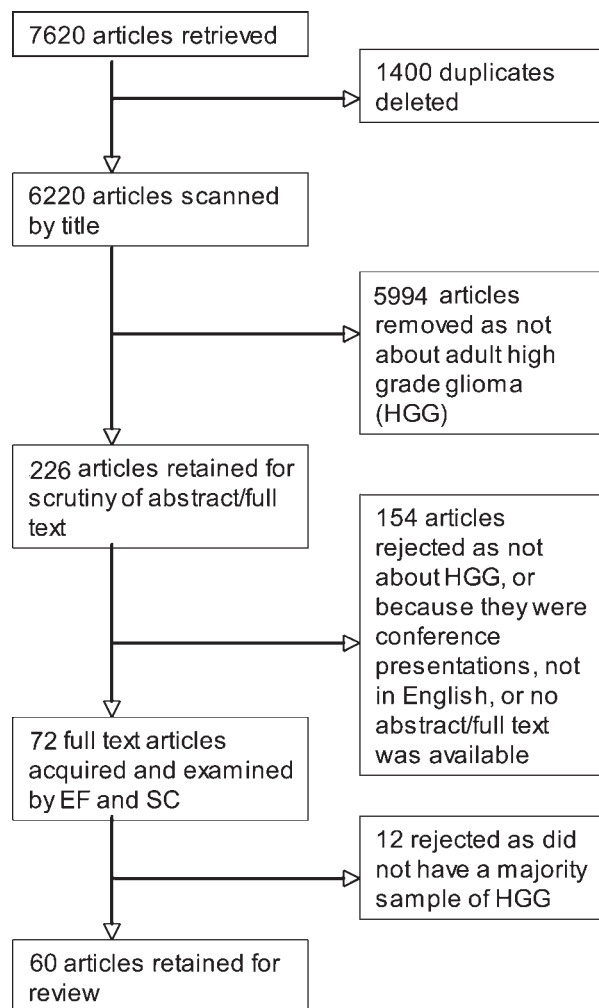 7620 articles retrieved
1400 duplicates
deleted
6220 articles scanned
by title
5994 articles
removed as not
about adult high
grade glioma
(HGG)
226 articles retained for
scrutiny of abstract/full
text
154 articles
rejected as not
about HGG, or
because they were
conference
presentations, not
in English, or no
abstract/full text
was available
72 full text articles
acquired and examined
by EF and SC
12 rejected as did
not have a majority
sample of HGG
60 articles retained for
review